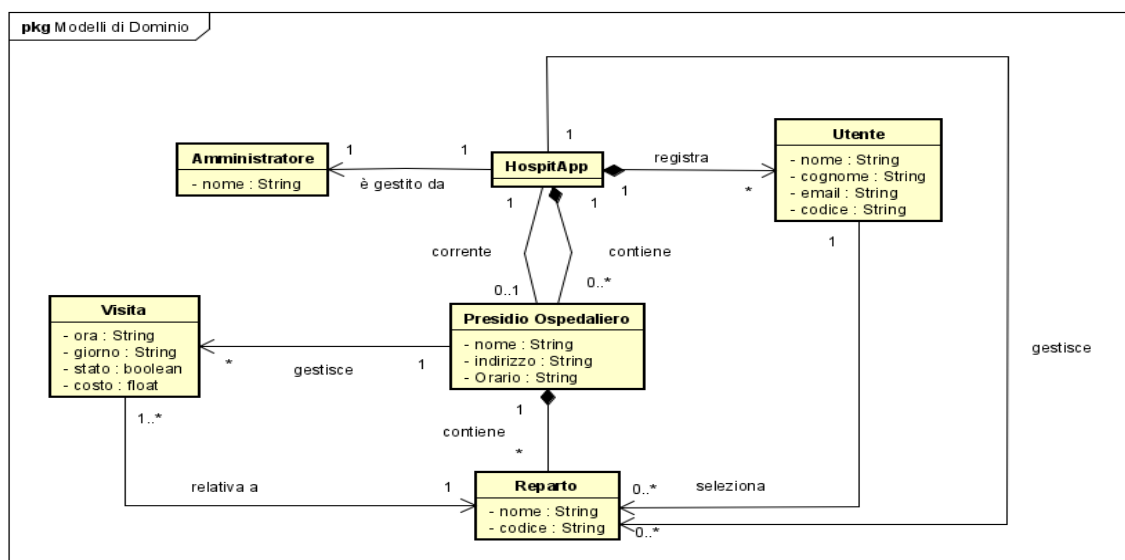 pkg Modelli di Dominio
1
Amministratore
- nome : String
1
1
è gestito da
HospitApp
1
1
1
registra
*
Utente
- nome : String
- cognome : String
- email : String
- codice : String
1
corrente
contiene
0..1
0..*
Visita
- ora : String
- giorno : String
- stato : boolean
- costo : float
1..*
*
gestisce
1
Presidio Ospedaliero
- nome : String
- indirizzo : String
- Orario : String
1
gestisce
contiene
*
relativa a
1
Reparto
- nome : String
- codice : String
0..*
seleziona
0..*